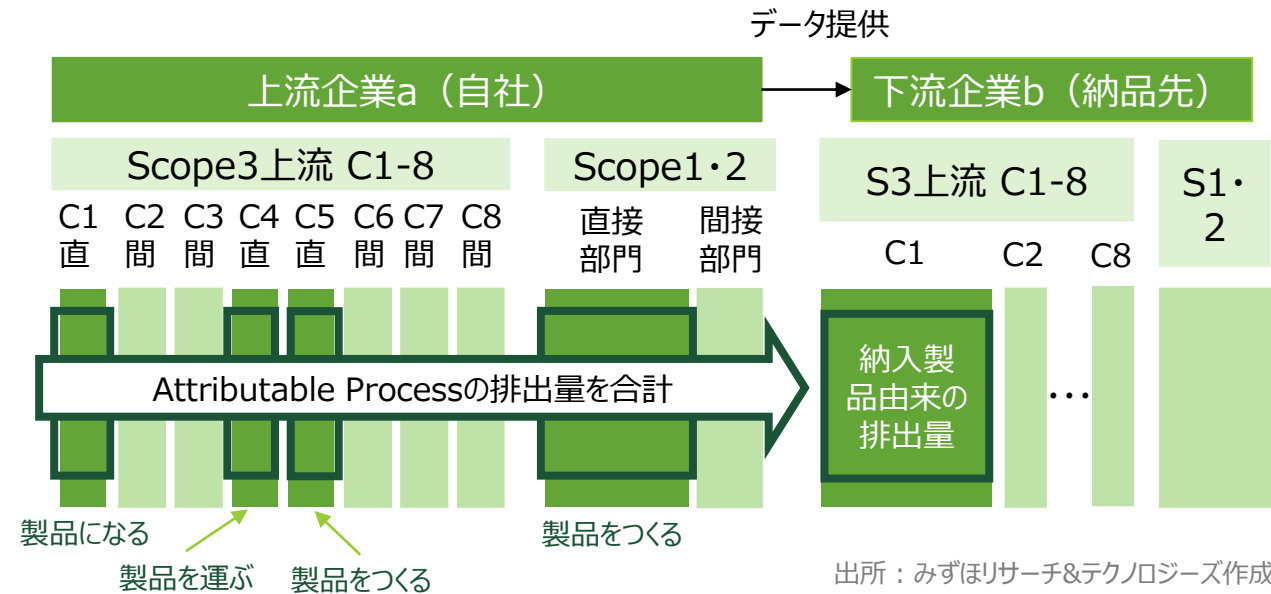 データ提供
上流企業a（自社）
下流企業b（納品先）
Scope3上流 C1-8
Scope1・2
S3上流 C1-8
S1・
2
C1 C2 C3 C4 C5 C6 C7 C8
直 間 間 直 直 間 間 間
直接 間接
部門 部門
C1 C2 C8
Attributable Processの排出量を合計
納入製
品由来の
排出量
…
製品になる
製品を運ぶ
製品をつくる
製品をつくる
出所：みずほリサーチ&テクノロジーズ作成